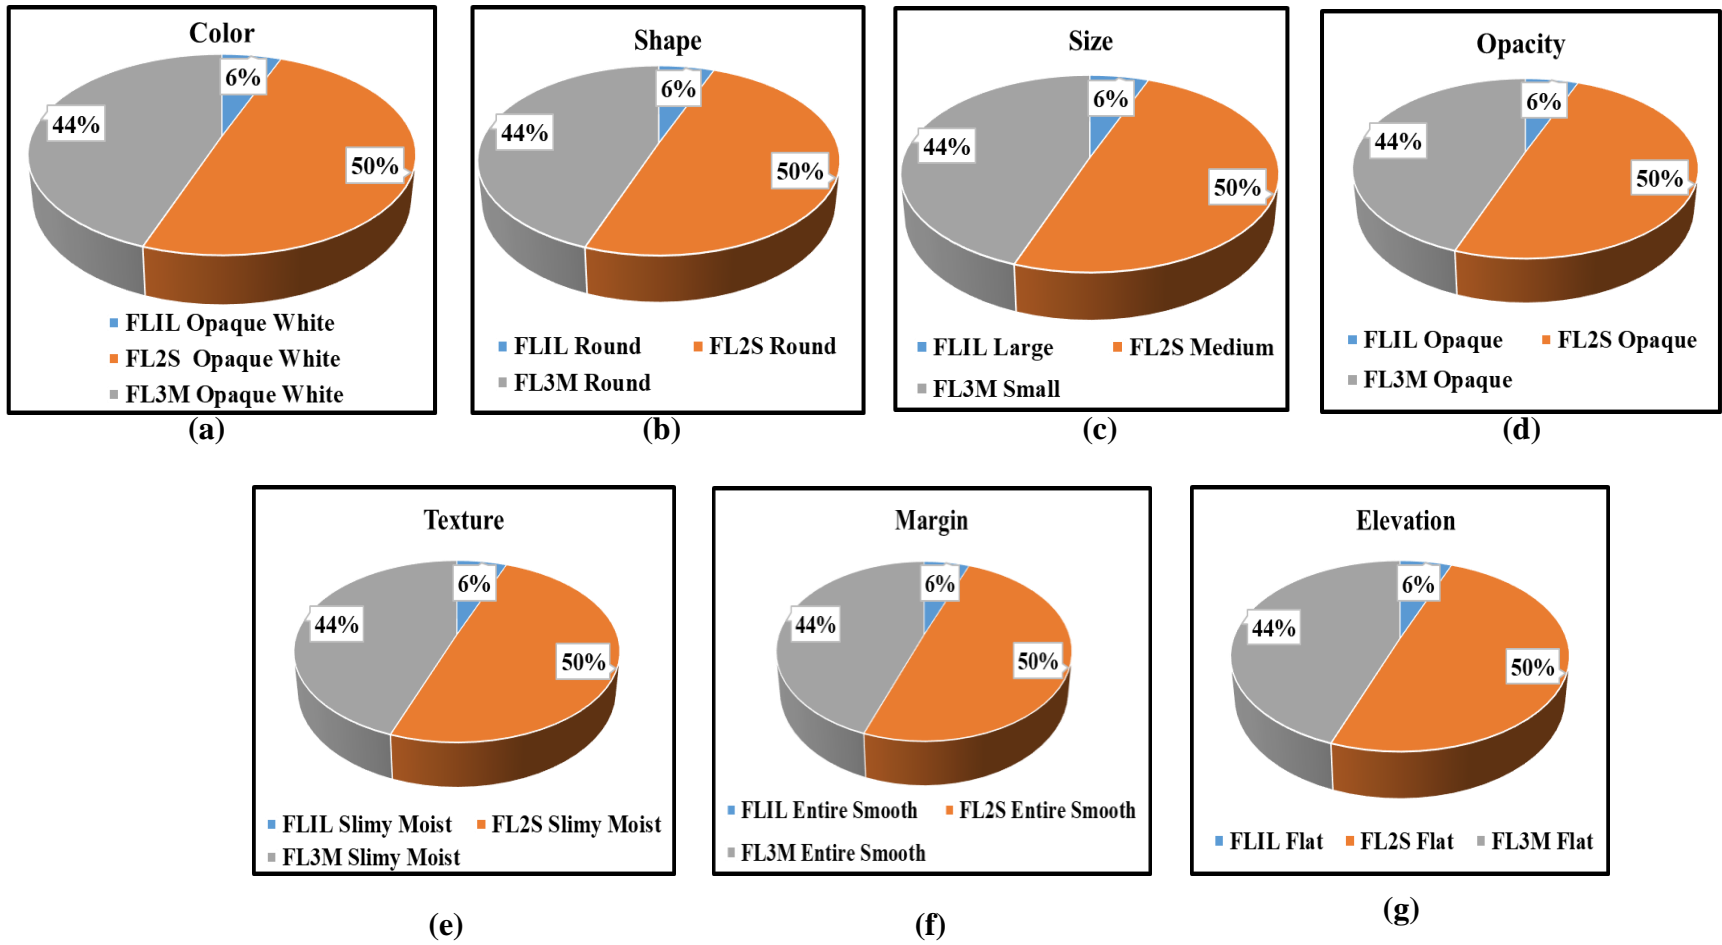 Color
6%
44%
50%
FLIL Opaque White
FL2S Opaque White
FL3M Opaque White
(a)
Shape
6%
44%
50%
FLIL Round FL2S Round
FL3M Round
(b)
Size
6%
44%
50%
FLIL Large FL2S Medium
FL3M Small
(c)
Opacity
6%
44%
50%
FLIL Opaque FL2S Opaque
FL3M Opaque
(d)
Texture
6%
44%
50%
FLIL Slimy Moist FL2S Slimy Moist
FL3M Slimy Moist
(e)
Margin
6%
44%
50%
FLIL Entire Smooth FL2S Entire Smooth
FL3M Entire Smooth
(f)
Elevation
6%
44%
50%
FLIL Flat FL2S Flat FL3M Flat
(g)